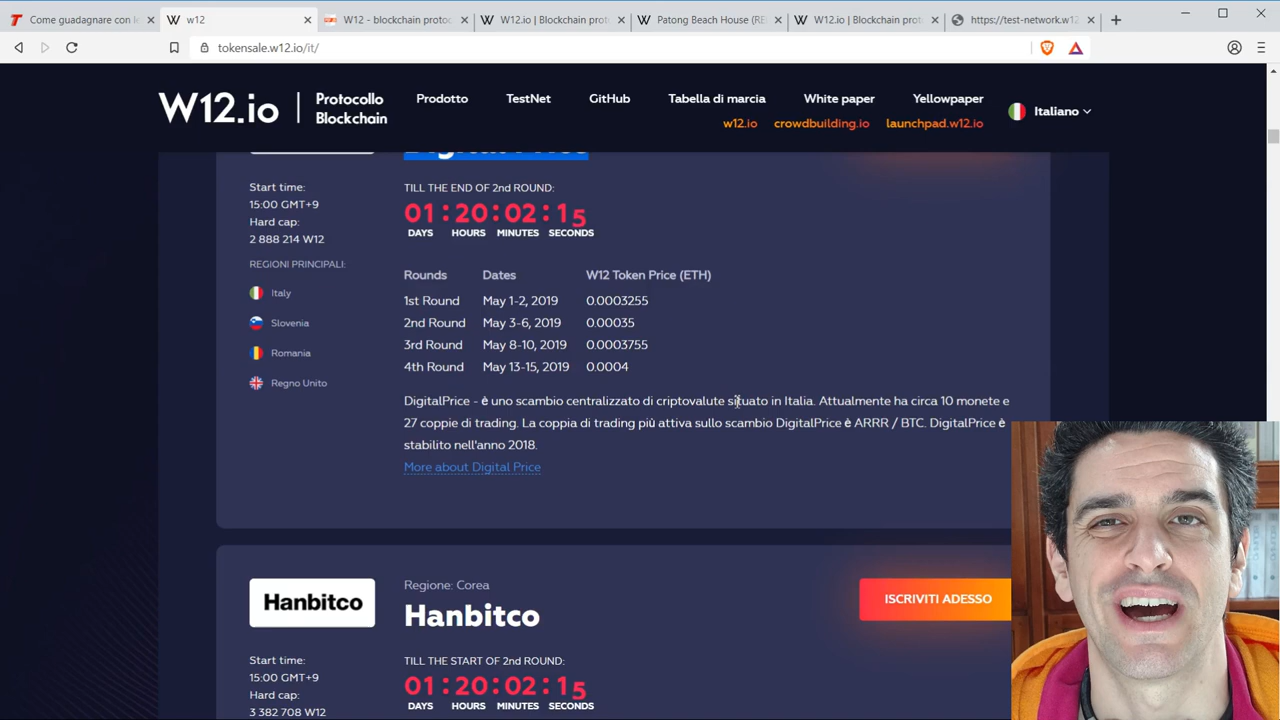 Come guadagnare con l
w12
W12 - blockchain protoc
W12.io | Blockchain prot
Patong Beach House (RE
W12.io | Blockchain prot
https://test-network.w12
tokensale.w12.io/it/
W12.io
Protocollo
Blockchain
Prodotto
TestNet
GitHub
Tabella di marcia
White paper
Yellowpaper
w12.io
crowdbuilding.io
launchpad.w12.io
Italiano
Digital Price
Start time:
15:00 GMT+9
Hard cap:
2 888 214 W12
REGIONI PRINCIPALI:
Italy
Slovenia
Romania
Regno Unito
TILL THE END OF 2nd ROUND:
01:20:02:15
DAYS HOURS MINUTES SECONDS
Rounds Dates W12 Token Price (ETH)
1st Round May 1-2, 2019 0.0003255
2nd Round May 3-6, 2019 0.00035
3rd Round May 8-10, 2019 0.0003755
4th Round May 13-15, 2019 0.0004
DigitalPrice - è uno scambio centralizzato di criptovalute situato in Italia. Attualmente ha circa 10 monete e
27 coppie di trading. La coppia di trading più attiva sullo scambio DigitalPrice è ARRR / BTC. DigitalPrice è
stabilito nell'anno 2018.
More about Digital Price
Hanbitco
Start time:
15:00 GMT+9
Hard cap:
3 382 708 W12
Regione: Corea
Hanbitco
ISCRIVITI ADESSO
TILL THE START OF 2nd ROUND:
01:20:02:15
DAYS HOURS MINUTES SECONDS